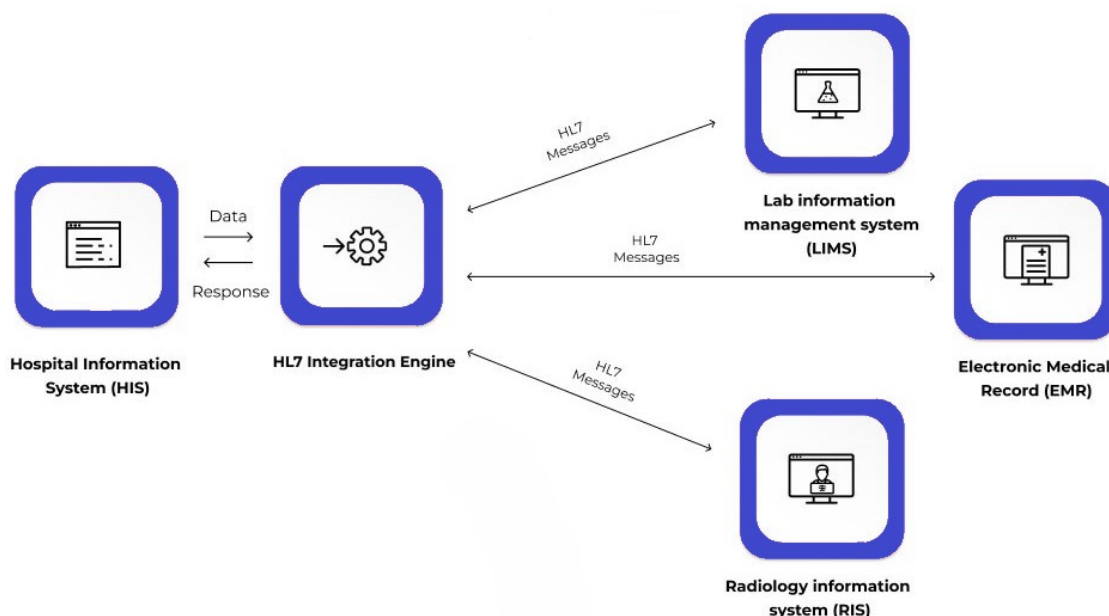 HL7
Messages
Lab information
management system
(LIMS)
Data
Response
HL7
Messages
Hospital Information
System (HIS)
HL7 Integration Engine
HL7
Messages
Electronic Medical
Record (EMR)
Radiology information
system (RIS)